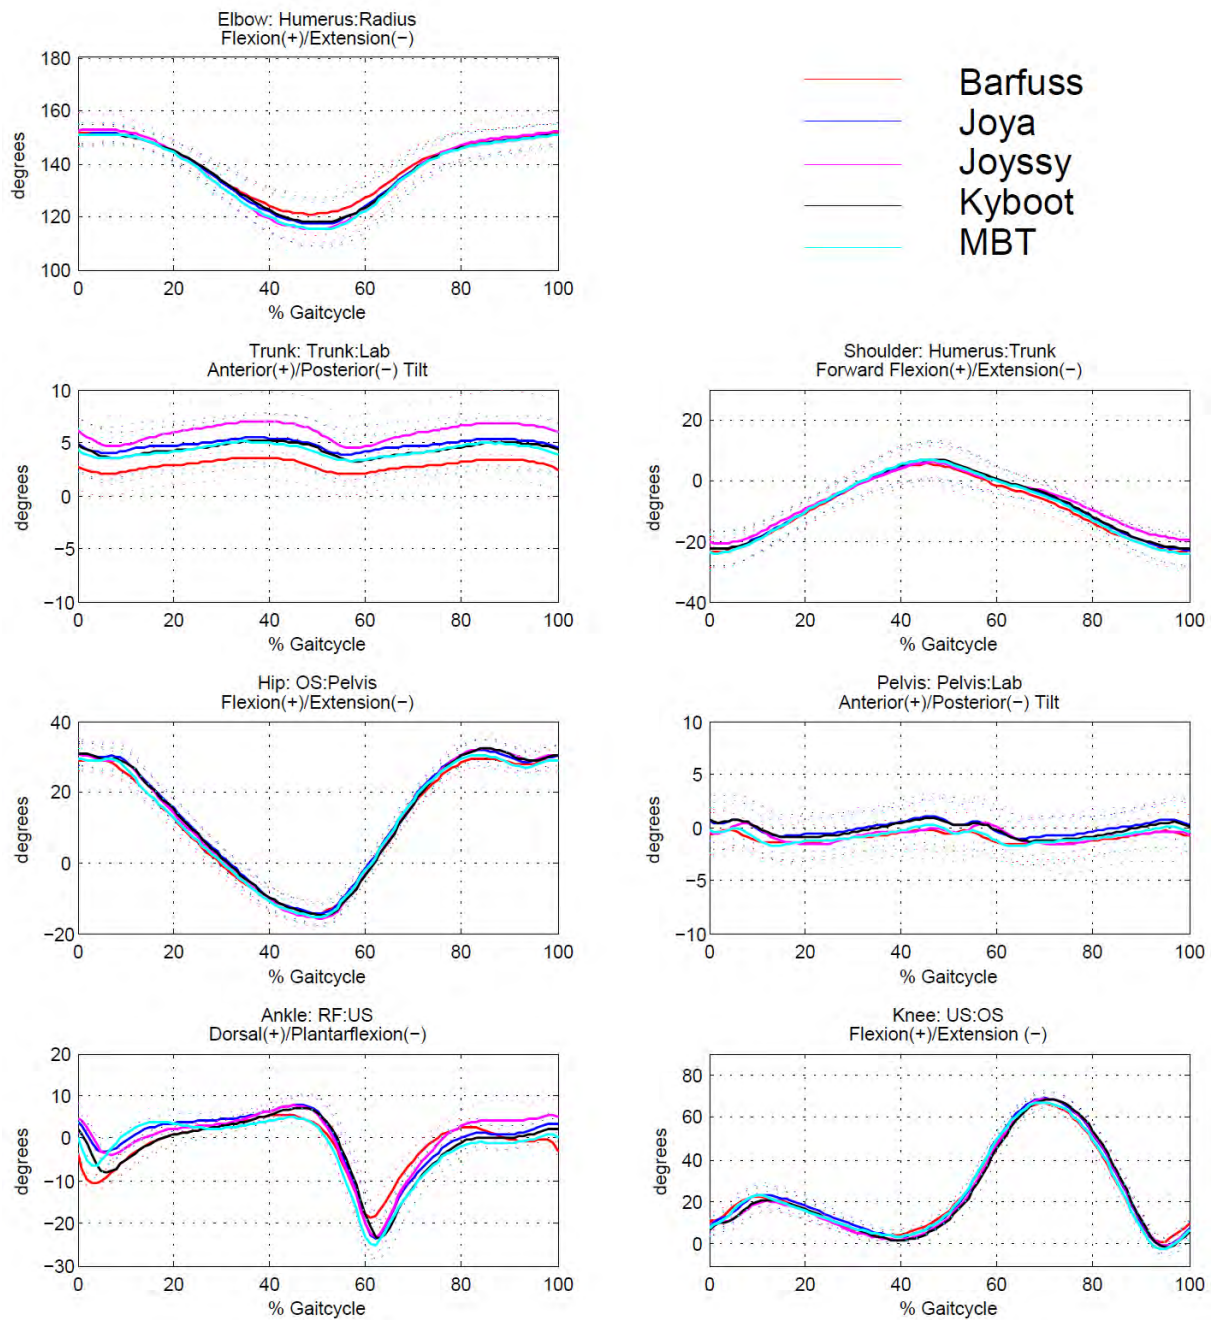 Elbow: Humerus:Radius
Flexion(+)/Extension(−)
180
160
140
120
100
degrees
0 20 40 60 80 100
% Gaitcycle
Barfuss
Joya
Joyssy
Kyboot
MBT
Trunk: Trunk:Lab
Anterior(+)/Posterior(−) Tilt
10
5
0
−5
−10
degrees
0 20 40 60 80 100
% Gaitcycle
Shoulder: Humerus:Trunk
Forward Flexion(+)/Extension(−)
20
0
−20
−40
degrees
0 20 40 60 80 100
% Gaitcycle
Hip: OS:Pelvis
Flexion(+)/Extension(−)
40
20
0
−20
degrees
0 20 40 60 80 100
% Gaitcycle
Pelvis: Pelvis:Lab
Anterior(+)/Posterior(−) Tilt
10
5
0
−5
−10
degrees
0 20 40 60 80 100
% Gaitcycle
Ankle: RF:US
Dorsal(+)/Plantarflexion(−)
20
10
0
−10
−20
−30
degrees
0 20 40 60 80 100
% Gaitcycle
Knee: US:OS
Flexion(+)/Extension (−)
80
60
40
20
0
degrees
0 20 40 60 80 100
% Gaitcycle